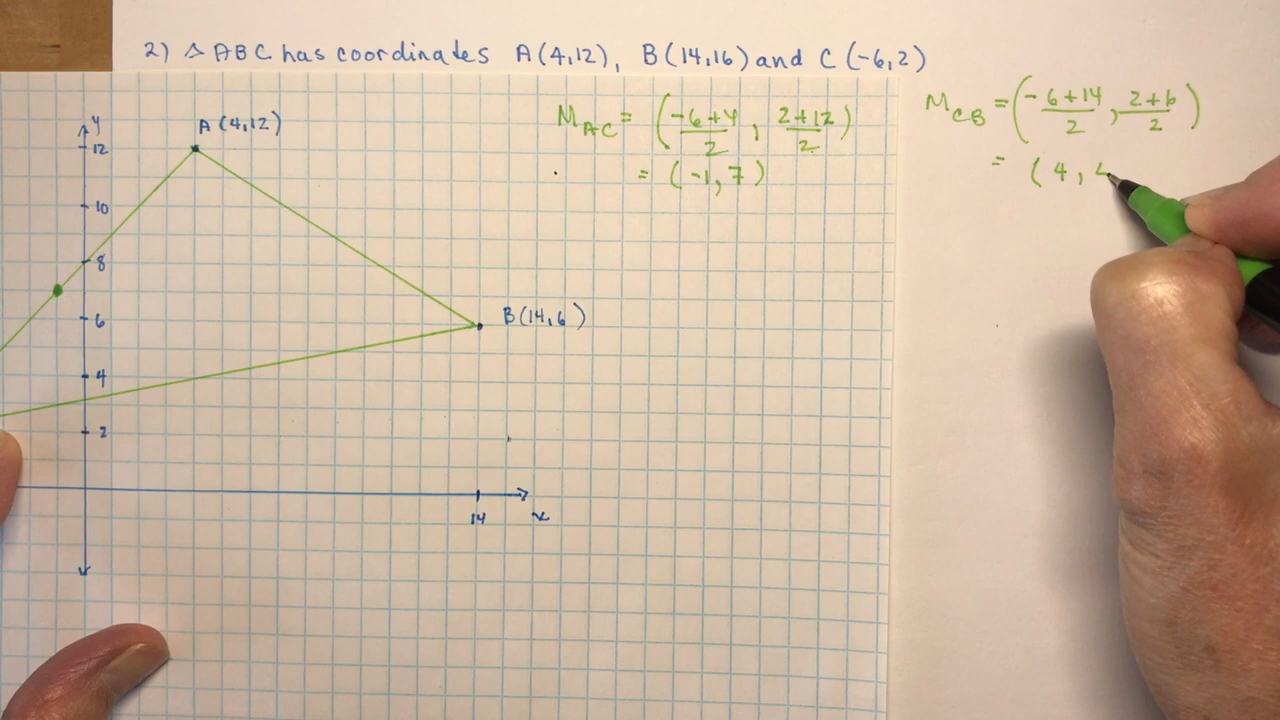 2) △ ABC has coordinates A(4,12), B(14,16) and C(-6,2)
M_AC = (-6+4/2, 2+12/2)
= (-1,7)
M_CB = (-6+14/2, 2+6/2)
= (4, 4
A(4,12)
y
12
10
8
6
B(14,6)
4
2
14
x